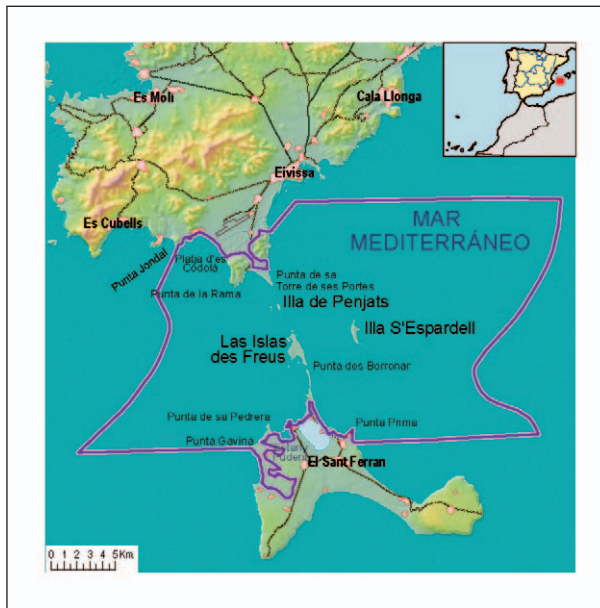 Es Moli
Cala Llonga
Eivissa
Es Cubells
MAR
MEDITERRÁNEO
Punta Jondal
Platja d'es
Codolá
Punta de sa
Torre de ses Portes
Punta de la Rama
Illa de Penjats
Illa S'Espardell
Las Islas
des Freus
Punta des Borronar
Punta de sa Pedrera
Punta Prima
Punta Gavina
El Sant Ferran
0 1 2 3 4 5Km.